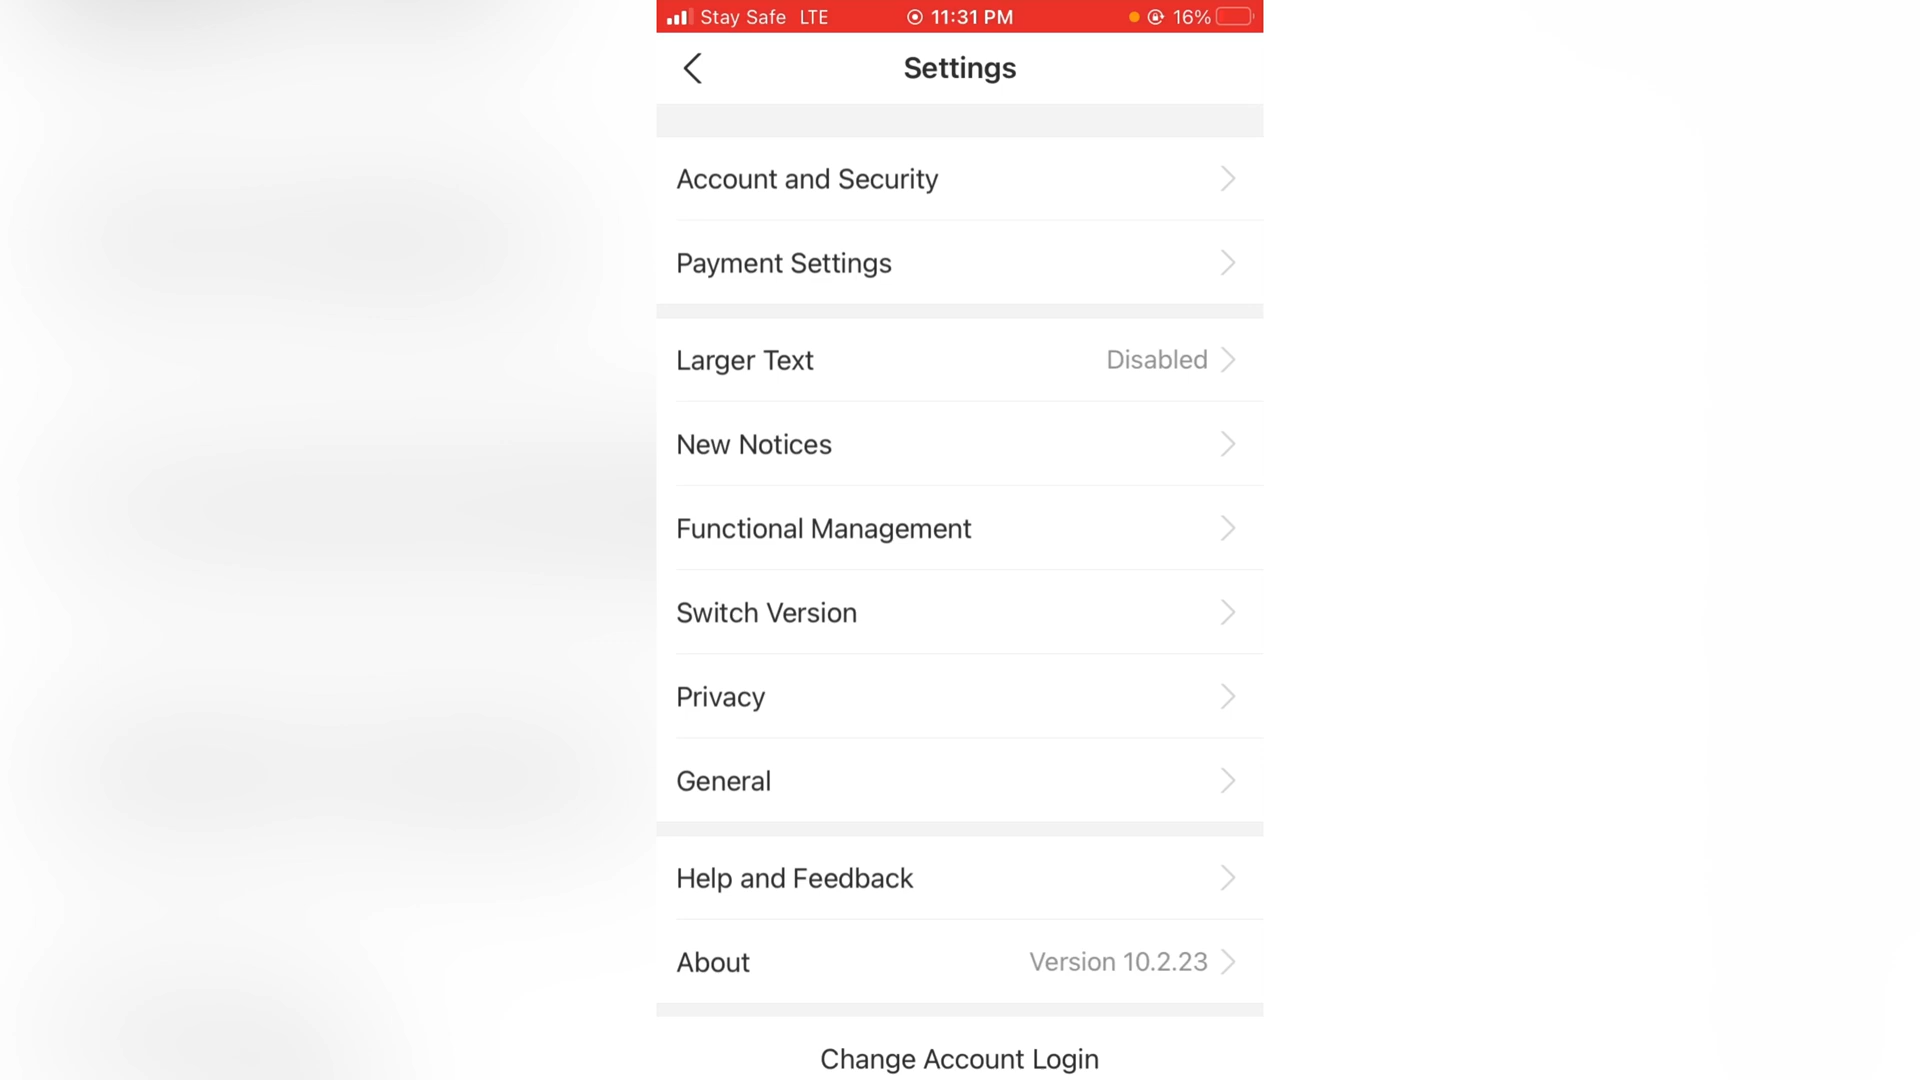 Stay Safe LTE 11:31 PM 16%
Settings
Account and Security
Payment Settings
Larger Text Disabled
New Notices
Functional Management
Switch Version
Privacy
General
Help and Feedback
About Version 10.2.23
Change Account Login